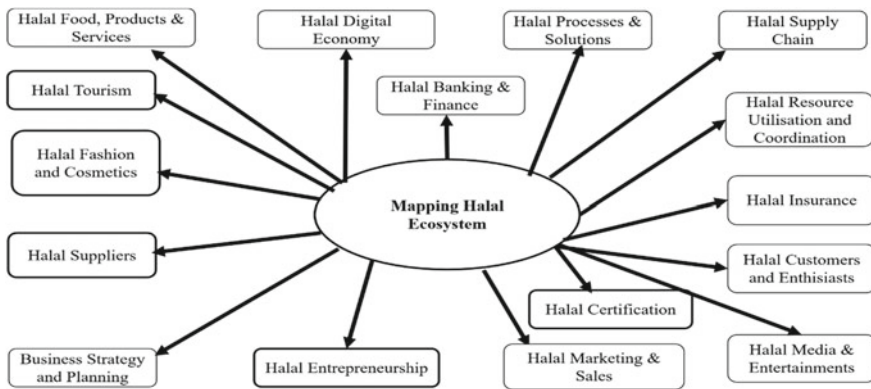 Halal Food, Products &
Services
Halal Digital
Economy
Halal Processes
& Solutions
Halal Supply
Chain
Halal Tourism
Halal Banking &
Finance
Halal Resource
Utilisation and
Coordination
Halal Fashion
and Cosmetics
Mapping Halal
Ecosystem
Halal Insurance
Halal Suppliers
Halal Customers
and Enthisiasts
Halal Certification
Business Strategy
and Planning
Halal Entrepreneurship
Halal Marketing &
Sales
Halal Media &
Entertainments